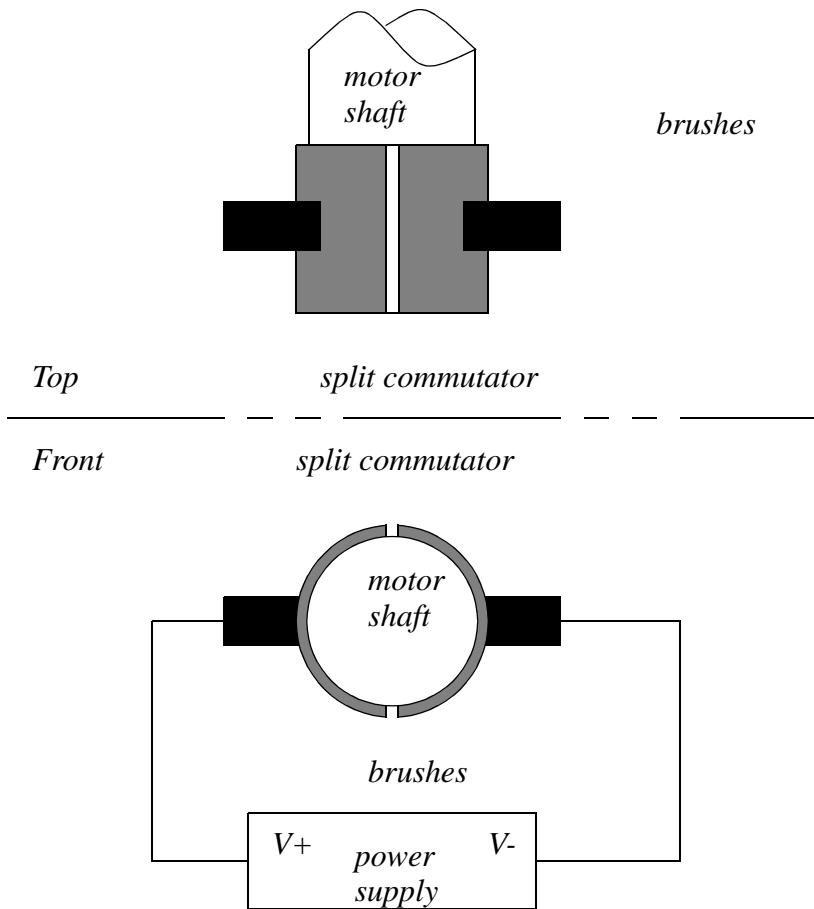 motor
shaft
brushes
Top
split commutator
Front
split commutator
motor
shaft
brushes
V+
power
supply
V-